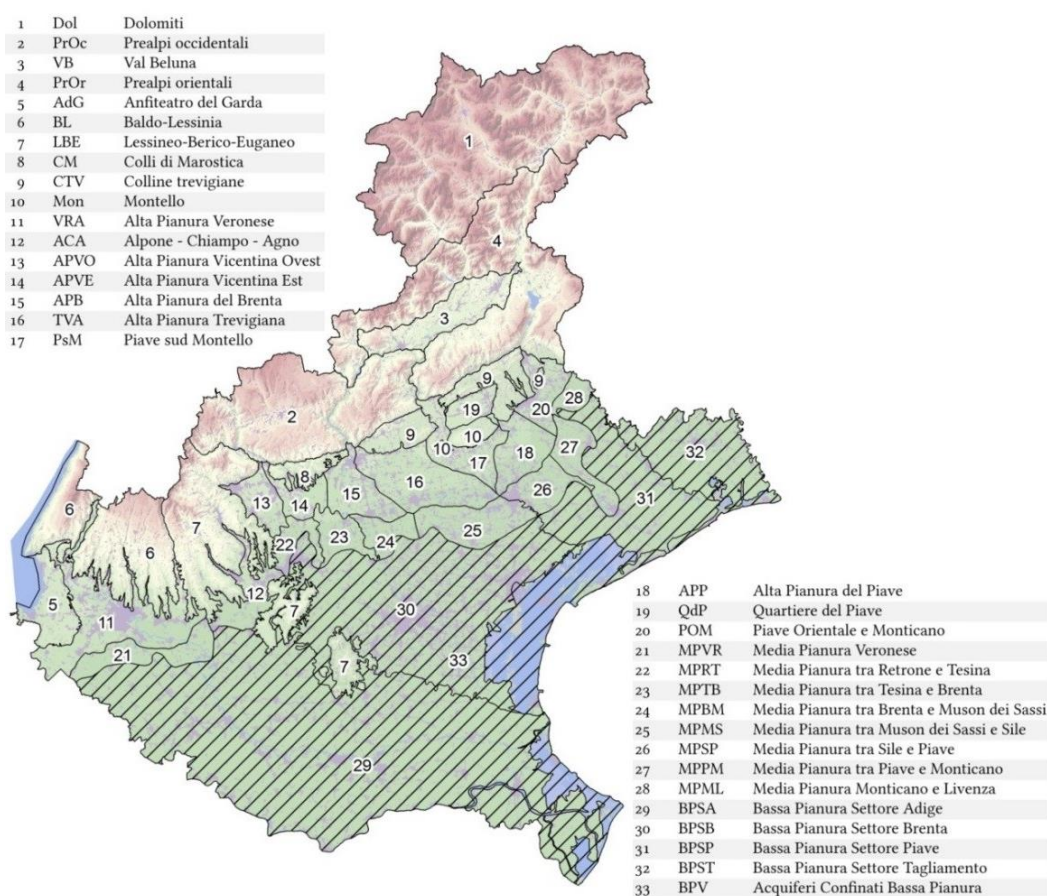 1 Dol Dolomiti
2 PrOc Prealpi occidentali
3 VB Val Beluna
4 PrOr Prealpi orientali
5 AdG Anfiteatro del Garda
6 BL Baldo-Lessinia
7 LBE Lessineo-Berico-Euganeo
8 CM Colli di Marostica
9 CTV Colline trevigiane
10 Mon Montello
11 VRA Alta Pianura Veronese
12 ACA Alpone - Chiampo - Agno
13 APVO Alta Pianura Vicentina Ovest
14 APVE Alta Pianura Vicentina Est
15 APB Alta Pianura del Brenta
16 TVA Alta Pianura Trevigiana
17 PsM Piave sud Montello
1
4
3
2
9
9
28
19
20
9
10
10
27
32
18
17
8
16
13
15
14
26
31
6
7
25
23
24
22
6
12
5
7
30
11
21
33
7
29
18 APP Alta Pianura del Piave
19 QdP Quartiere del Piave
20 POM Piave Orientale e Monticano
21 MPVR Media Pianura Veronese
22 MPRT Media Pianura tra Retrone e Tesina
23 MPTB Media Pianura tra Tesina e Brenta
24 MPBM Media Pianura tra Brenta e Muson dei Sassi
25 MPMS Media Pianura tra Muson dei Sassi e Sile
26 MPSP Media Pianura tra Sile e Piave
27 MPPM Media Pianura tra Piave e Monticano
28 MPML Media Pianura Monticano e Livenza
29 BPSA Bassa Pianura Settore Adige
30 BPSB Bassa Pianura Settore Brenta
31 BPSP Bassa Pianura Settore Piave
32 BPST Bassa Pianura Settore Tagliamento
33 BPV Acquiferi Confinati Bassa Pianura